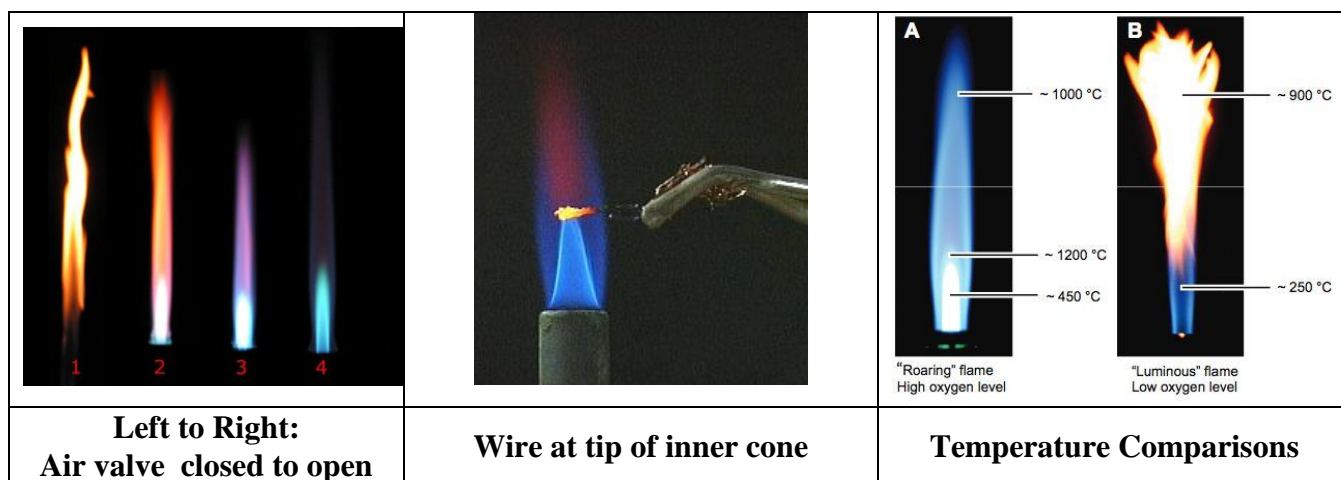 1 2 3 4
A
~ 1000 °C
~ 1200 °C
~ 450 °C
"Roaring" flame
High oxygen level
B
~ 900 °C
~ 250 °C
"Luminous" flame
Low oxygen level
Left to Right:
Air valve closed to open
Wire at tip of inner cone
Temperature Comparisons